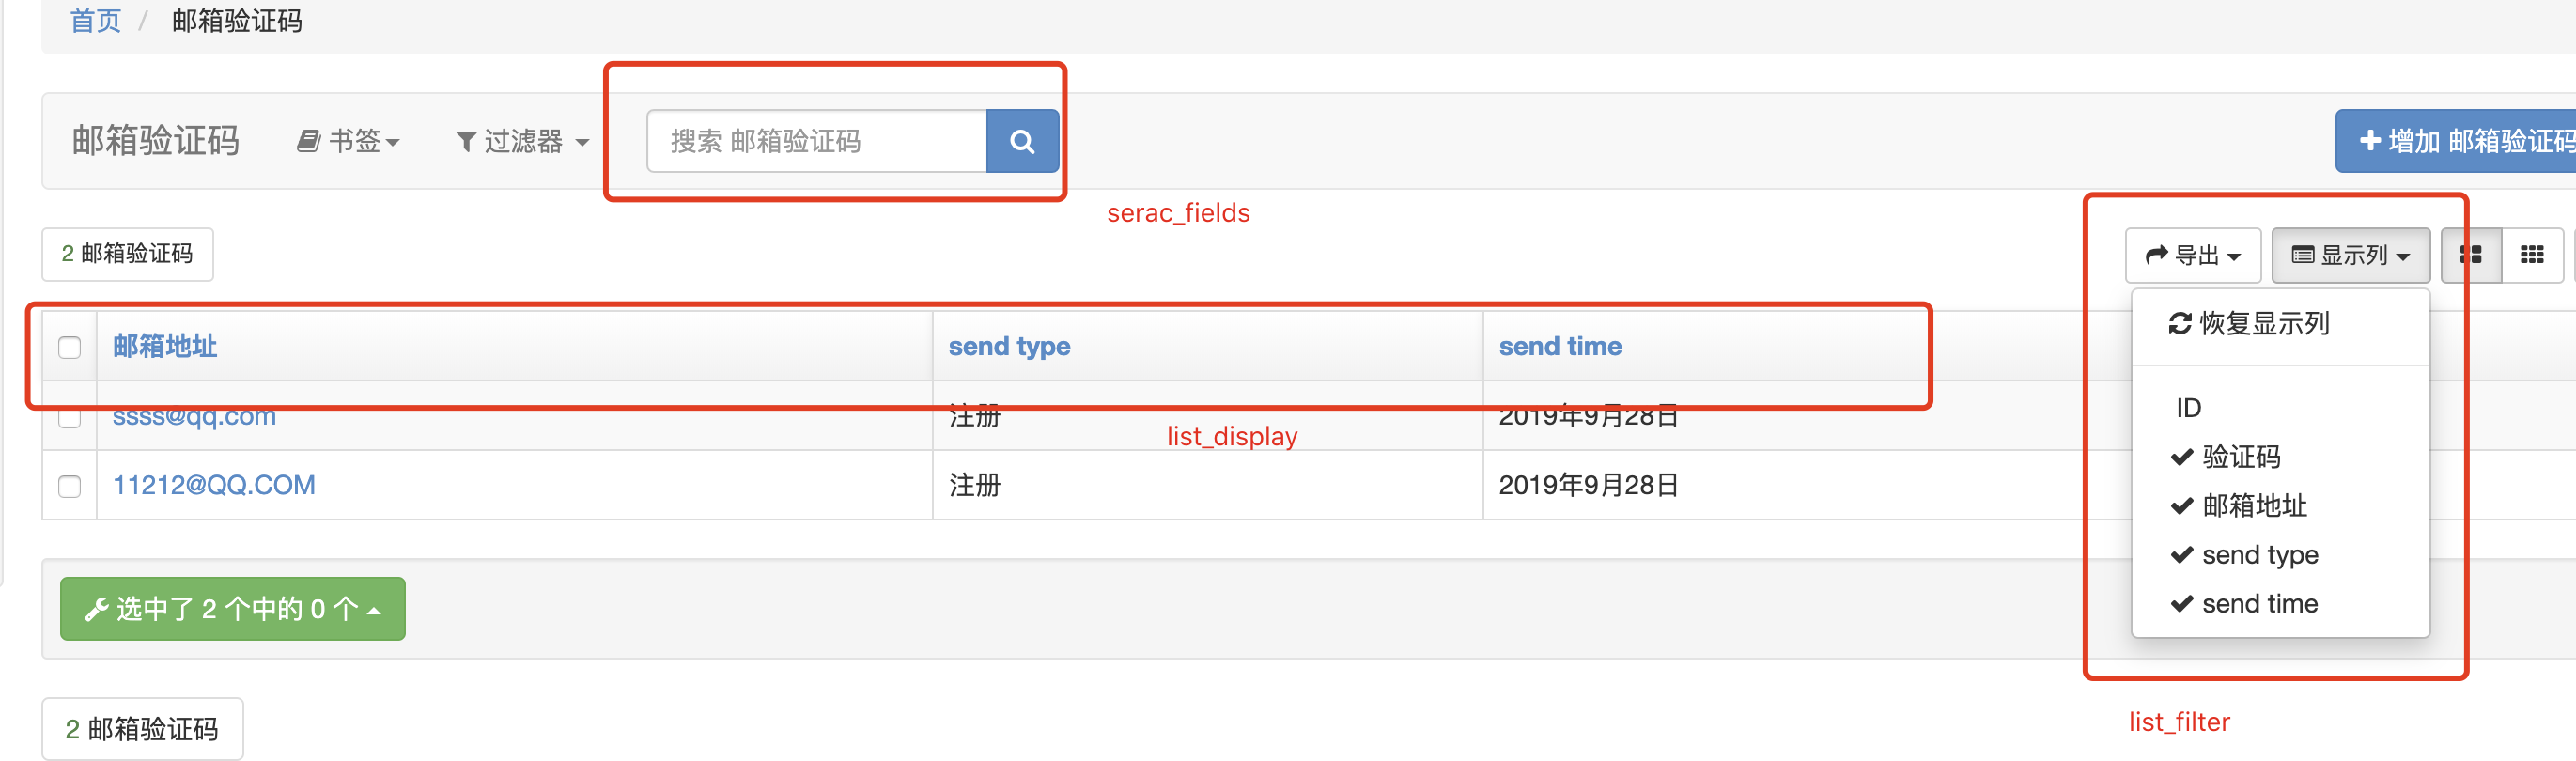 首页 / 邮箱验证码
邮箱验证码 书签 过滤器 搜索 邮箱验证码 增加 邮箱验证码
serac_fields
2 邮箱验证码 导出 显示列
恢复显示列
邮箱地址 send type send time
ID
ssss@qq.com 注册 2019年9月28日
list_display
验证码
11212@QQ.COM 注册 2019年9月28日
邮箱地址
send type
send time
选中了 2 个中的 0 个
list_filter
2 邮箱验证码